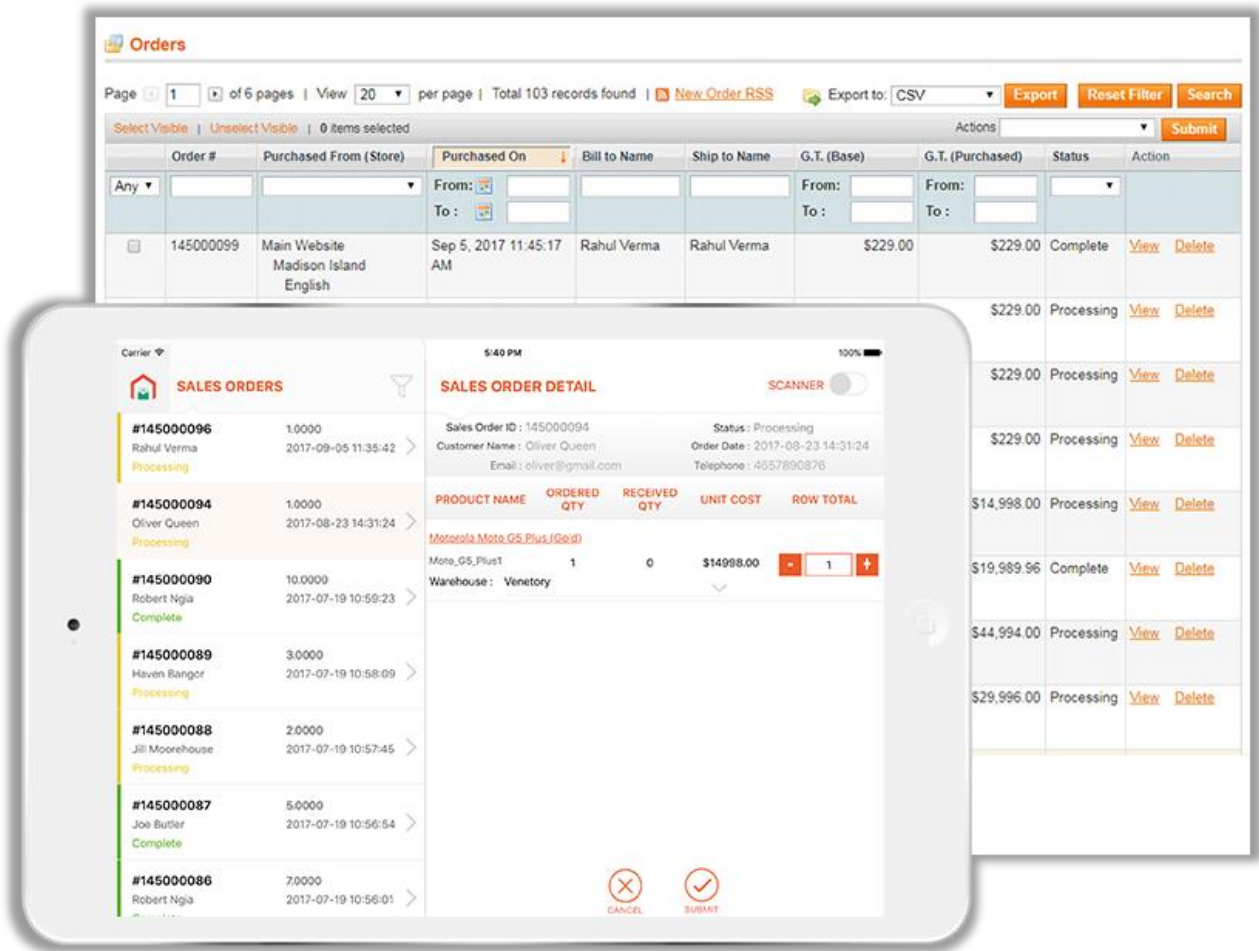 Orders
Page 1 of 6 pages | View 20 per page | Total 103 records found | New Order RSS Export to: CSV Export Reset Filter Search
Select Visible | Unselect Visible | 0 items selected Actions Submit
Order # Purchased From (Store) Purchased On Bill to Name Ship to Name G.T. (Base) G.T. (Purchased) Status Action
Any From: From: From:
To : To : To :
145000099 Main Website Sep 5, 2017 11:45:17 Rahul Verma Rahul Verma $229.00 $229.00 Complete View Delete
Madison Island AM
English
$229.00 Processing View Delete
$229.00 Processing View Delete
$229.00 Processing View Delete
$14,998.00 Processing View Delete
$19,989.96 Complete View Delete
$44,994.00 Processing View Delete
$29,996.00 Processing View Delete
Carrier 5:40 PM 100%
SALES ORDERS
#145000096 1.0000
Rahul Verma 2017-09-05 11:35:42
Processing
#145000094 1.0000
Oliver Queen 2017-08-23 14:31:24
Processing
#145000090 10.0000
Robert Ngia 2017-07-19 10:59:23
Complete
#145000089 3.0000
Haven Bangor 2017-07-19 10:58:09
Processing
#145000088 2.0000
Jill Moorehouse 2017-07-19 10:57:45
Processing
#145000087 5.0000
Joe Butler 2017-07-19 10:56:54
Complete
#145000086 7.0000
Robert Ngia 2017-07-19 10:56:01
SALES ORDER DETAIL SCANNER
Sales Order ID : 145000094 Status : Processing
Customer Name : Oliver Queen Order Date : 2017-08-23 14:31:24
Email : oliver@gmail.com Telephone : 4657890876
PRODUCT NAME ORDERED QTY RECEIVED QTY UNIT COST ROW TOTAL
Motorola Moto G5 Plus (Gold)
Moto_G5_Plus1 1 0 $14998.00 - 1 +
Warehouse : Venetory
CANCEL SUBMIT